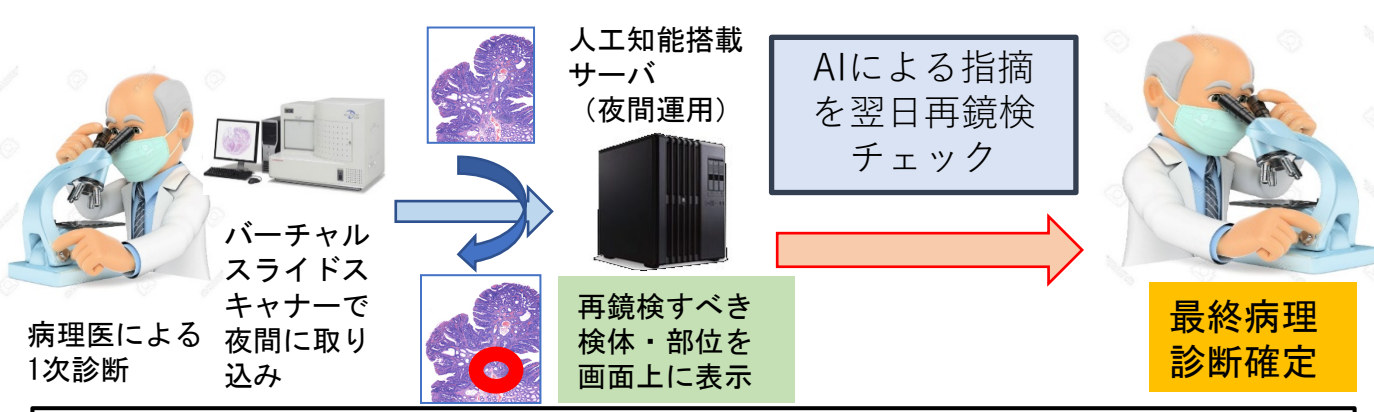 病理医による
1次診断
バーチャル
スライドス
キャナーで
夜間に取り
込み
人工知能搭載
サーバ
（夜間運用）
再鏡検すべき
検体・部位を
画面上に表示
AIによる指摘
を翌日再鏡検
チェック
最終病理
診断確定